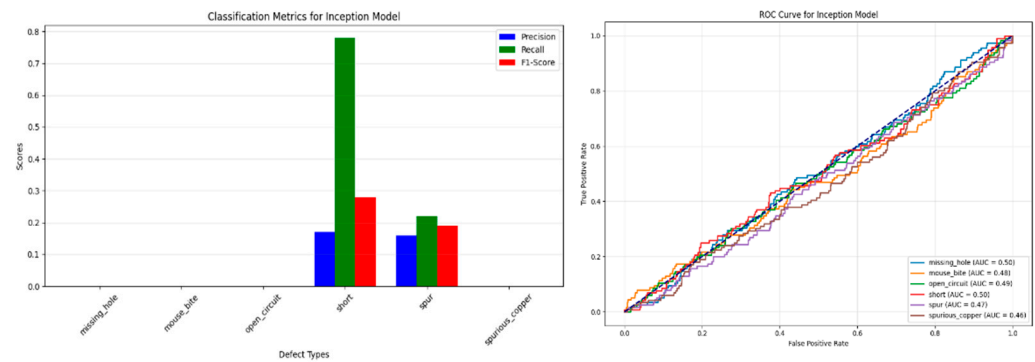 Classification Metrics for Inception Model
Precision
Recall
F1-Score
0.8
0.7
0.6
0.5
0.4
0.3
0.2
0.1
0.0
Scores
missing_hole
mouse_bite
open_circuit
short
spur
spurious_copper
Defect Types
ROC Curve for Inception Model
1.0
0.8
0.6
0.4
0.2
0.0
True Positive Rate
missing_hole (AUC = 0.50)
mouse_bite (AUC = 0.48)
open_circuit (AUC = 0.49)
short (AUC = 0.50)
spur (AUC = 0.47)
spurious_copper (AUC = 0.46)
0.0 0.2 0.4 0.6 0.8 1.0
False Positive Rate